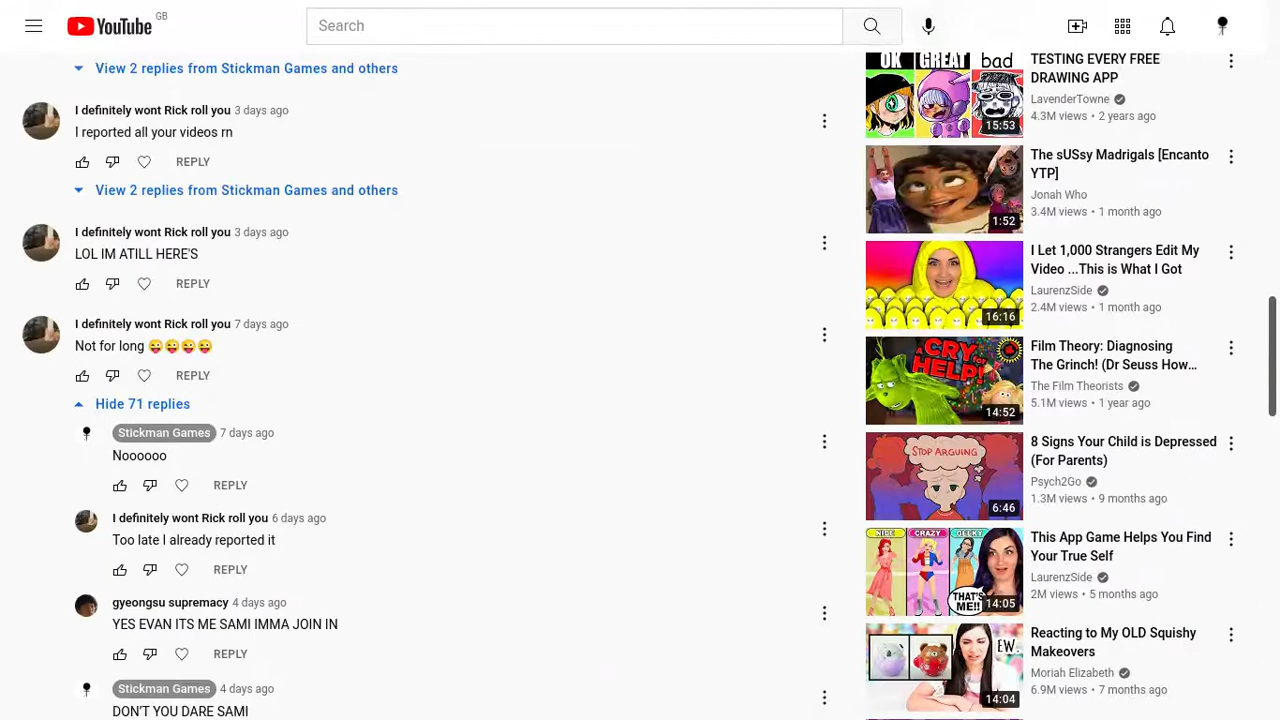 YouTube GB
Search
View 2 replies from Stickman Games and others
I definitely wont Rick roll you 3 days ago
I reported all your videos rn
REPLY
View 2 replies from Stickman Games and others
I definitely wont Rick roll you 3 days ago
LOL IM ATILL HERE'S
REPLY
I definitely wont Rick roll you 7 days ago
Not for long 😜😜😜😜
REPLY
Hide 71 replies
Stickman Games 7 days ago
Noooooo
REPLY
I definitely wont Rick roll you 6 days ago
Too late I already reported it
REPLY
gyeongsu supremacy 4 days ago
YES EVAN ITS ME SAMI IMMA JOIN IN
REPLY
Stickman Games 4 days ago
DON'T YOU DARE SAMI
OK GREAT bad
15:53
TESTING EVERY FREE
DRAWING APP
LavenderTowne
4.3M views • 2 years ago
1:52
The sUSsy Madrigals [Encanto
YTP]
Jonah Who
3.4M views • 1 month ago
16:16
I Let 1,000 Strangers Edit My
Video ...This is What I Got
LaurenzSide
2.4M views • 1 month ago
A CRY
for
HELP!
14:52
Film Theory: Diagnosing
The Grinch! (Dr Seuss How...
The Film Theorists
5.1M views • 1 year ago
STOP ARGUING
6:46
8 Signs Your Child is Depressed
(For Parents)
Psych2Go
1.3M views • 9 months ago
NICE CRAZY GEEKY
THAT'S
ME!!
14:05
This App Game Helps You Find
Your True Self
LaurenzSide
2M views • 5 months ago
EW.
14:04
Reacting to My OLD Squishy
Makeovers
Moriah Elizabeth
6.9M views • 7 months ago